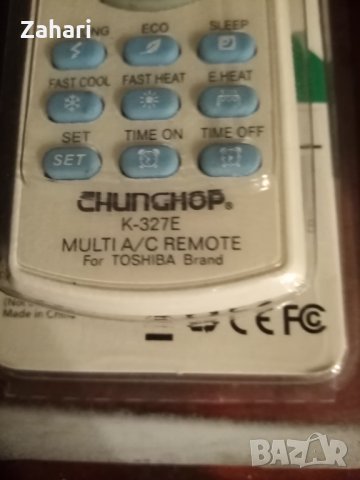 Zahari
ECO
SLEEP
FAST COOL FAST HEAT E.HEAT
SET TIME ON TIME OFF
SET
CHUNGHOP®
K-327E
MULTI A/C REMOTE
For TOSHIBA Brand
Made in China
CE FC
BAZAR